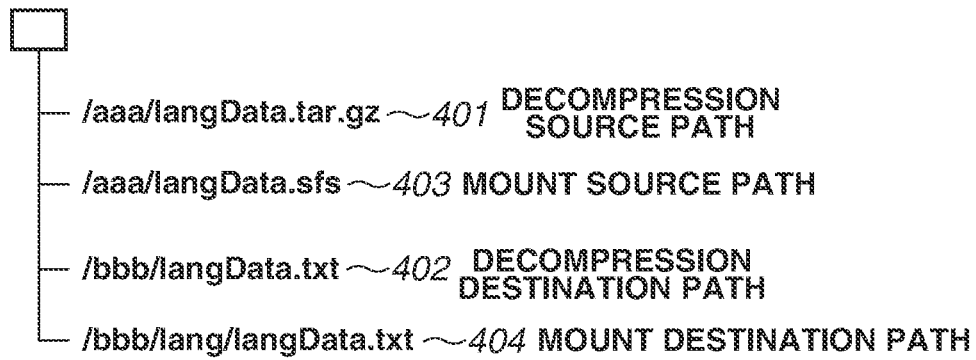 /aaa/langData.tar.gz 401 DECOMPRESSION SOURCE PATH
/aaa/langData.sfs 403 MOUNT SOURCE PATH
/bbb/langData.txt 402 DECOMPRESSION DESTINATION PATH
/bbb/lang/langData.txt 404 MOUNT DESTINATION PATH